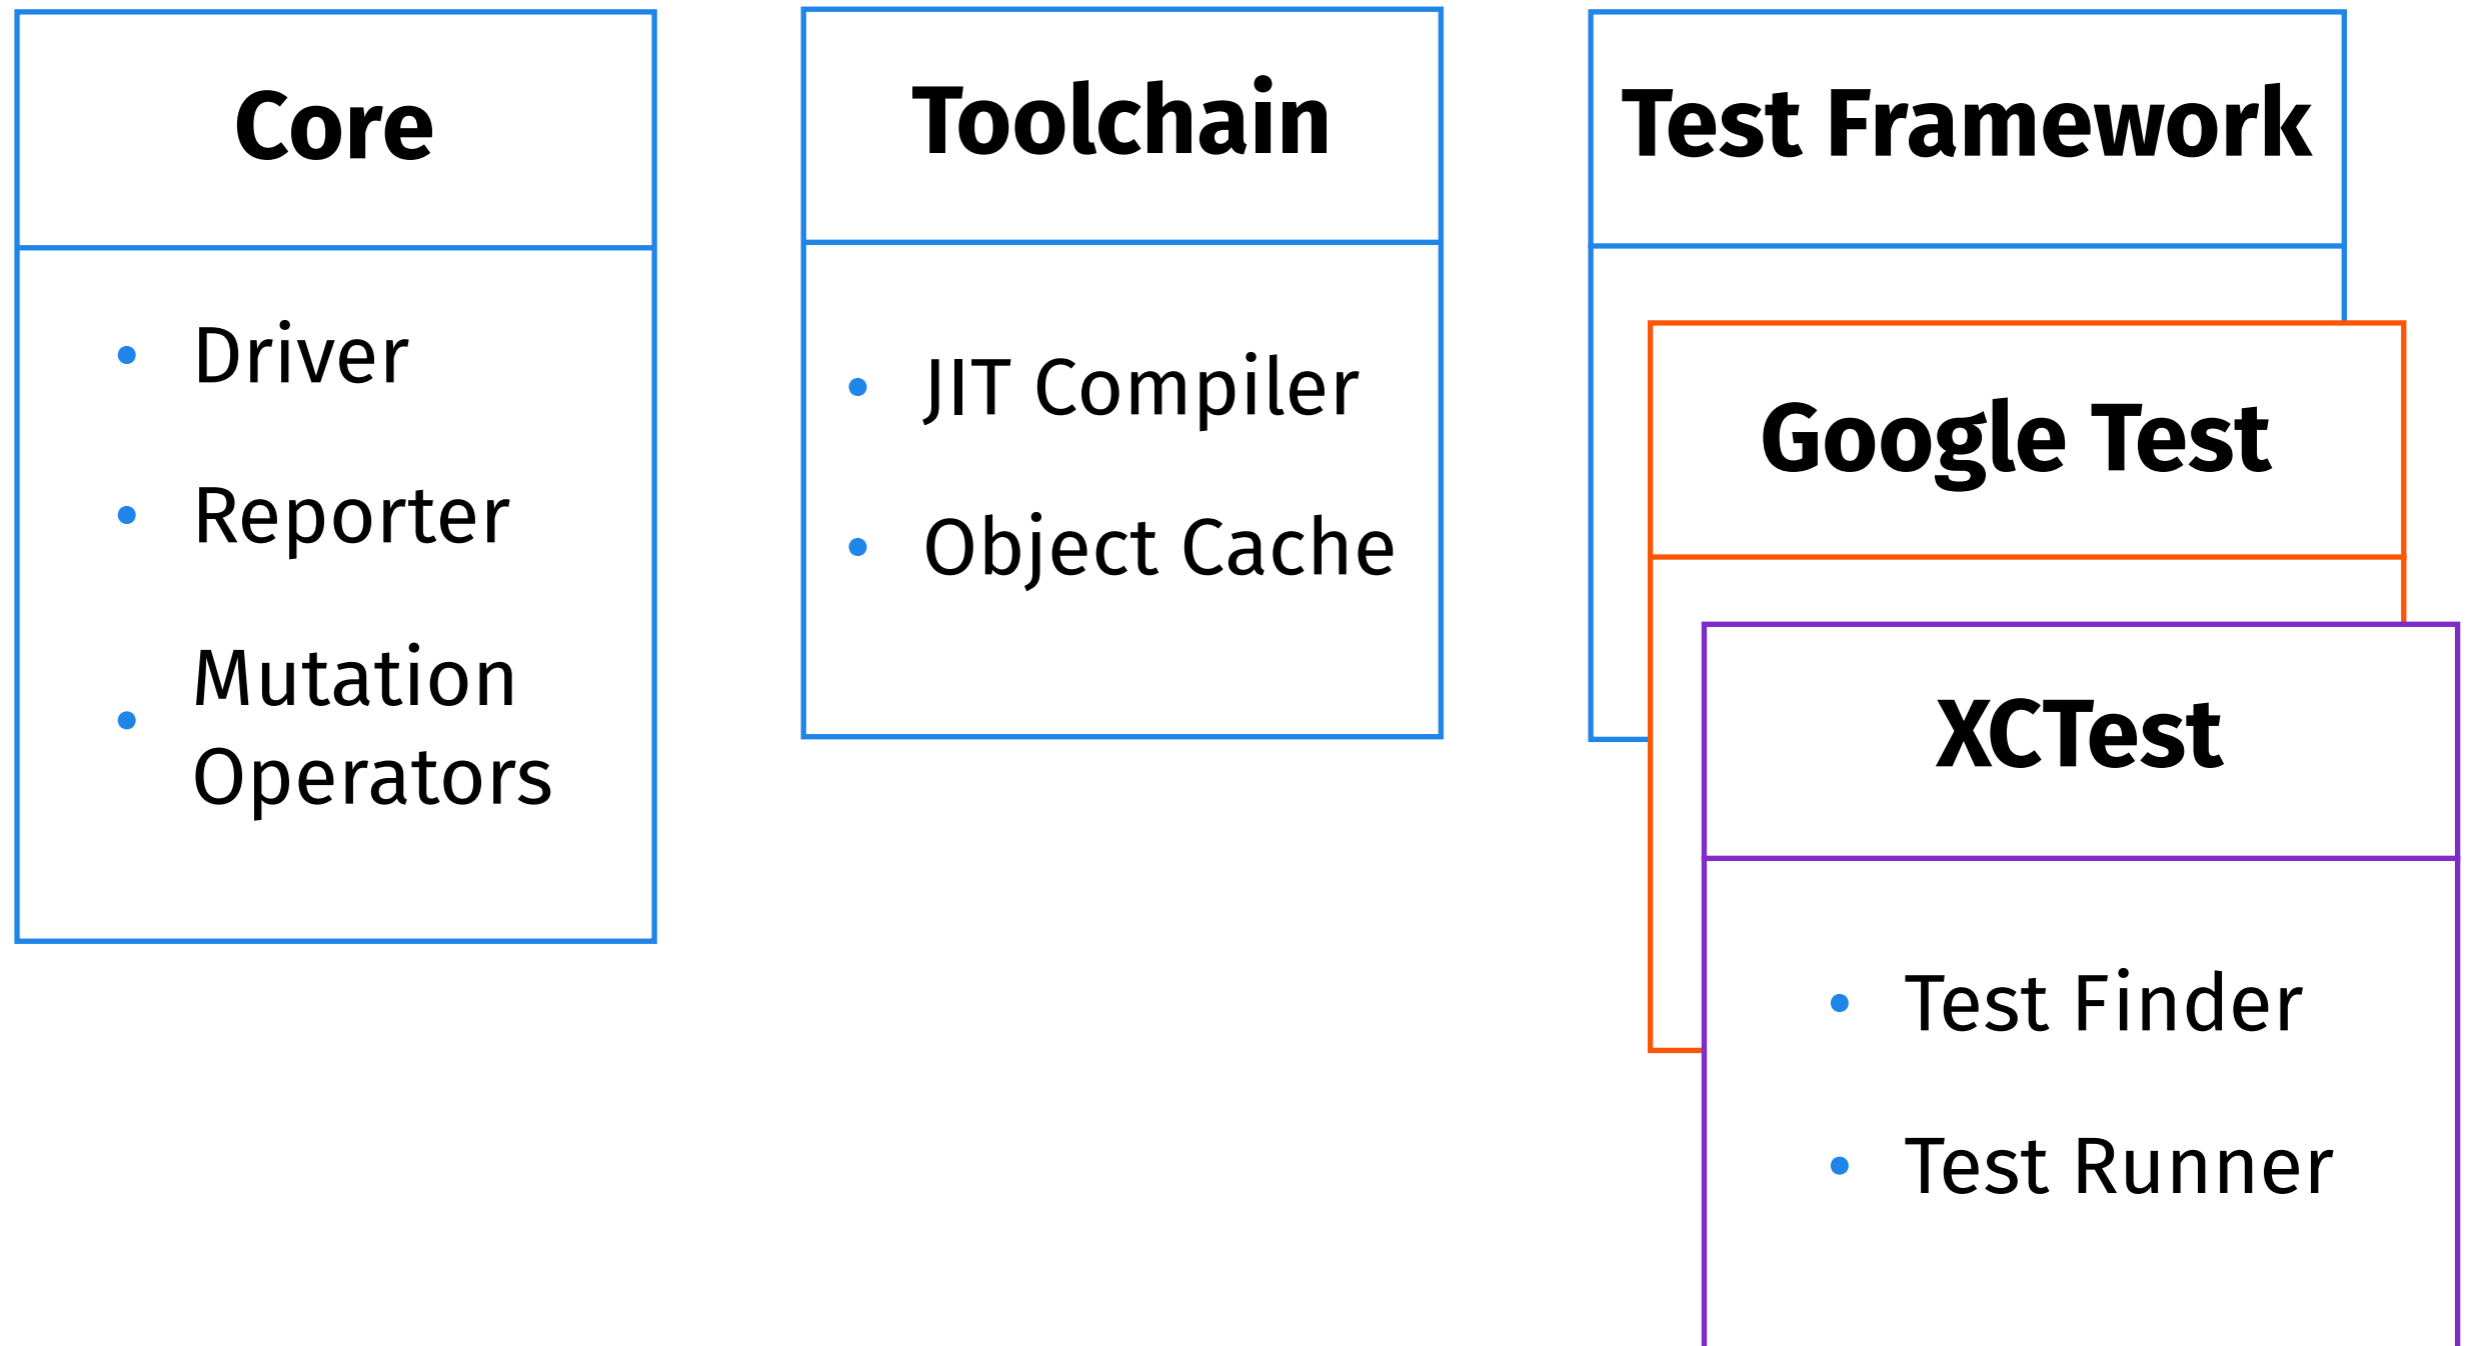 Core
Driver
Reporter
Mutation
Operators
Toolchain
JIT Compiler
Object Cache
Test Framework
Google Test
XCTest
Test Finder
Test Runner